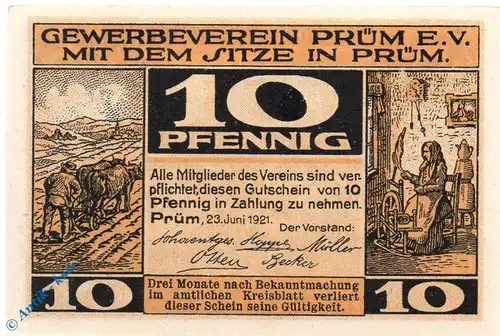 GEWERBEVEREIN PRÜM E.V.
MIT DEM SITZE IN PRÜM.
10
PFENNIG
Alle Mitglieder des Vereins sind ver-
pflichtet, diesen Gutschein von 10
Pfennig in Zahlung zu nehmen.
Prüm, 23. Juni 1921.
Der Vorstand:
Hoppe Müller
Otten Becker
10
Drei Monate nach Bekanntmachung
im amtlichen Kreisblatt verliert
dieser Schein seine Gültigkeit.
10